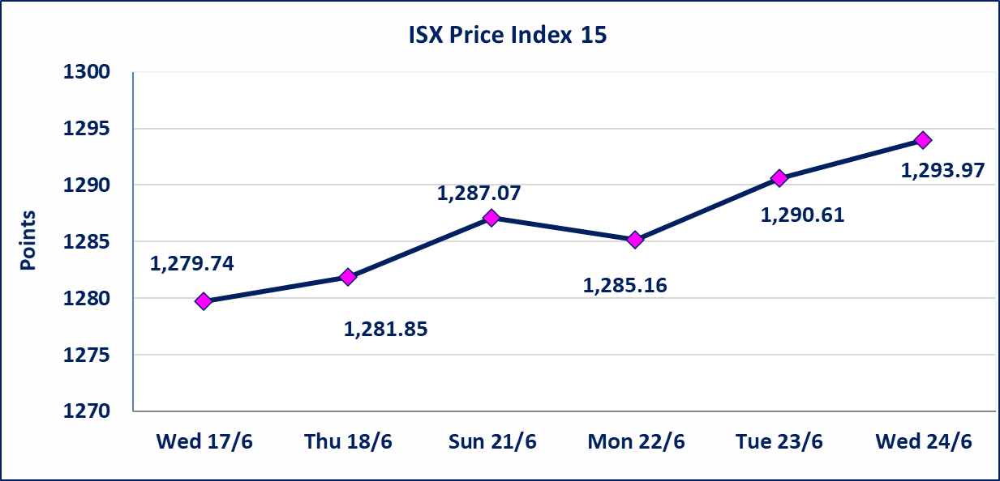 ISX Price Index 15
1300
1295
1290
1285
1280
1275
1270
Points
1,279.74
1,281.85
1,287.07
1,285.16
1,290.61
1,293.97
Wed 17/6
Thu 18/6
Sun 21/6
Mon 22/6
Tue 23/6
Wed 24/6